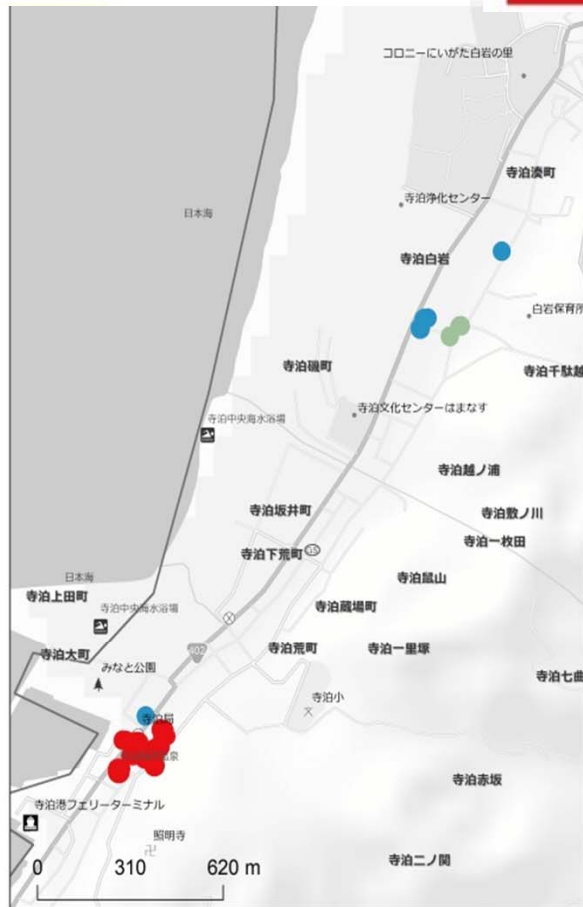 コロニーにいがた白岩の里
寺泊湊町
寺泊浄化センター
日本海
寺泊白岩
白岩保育所
寺泊磯町
寺泊千駄越
寺泊中央海水浴場
寺泊文化センターはまなす
寺泊越ノ浦
寺泊坂井町
寺泊敷ノ川
寺泊一枚田
寺泊下荒町
日本海
寺泊上田町
寺泊鼠山
寺泊中央海水浴場
寺泊蔵場町
402
寺泊大町
寺泊荒町
寺泊一里塚
みなと公園
寺泊七曲
寺泊小
寺泊局
寺泊赤坂
寺泊港フェリーターミナル
照明寺
寺泊二ノ関
0 310 620 m